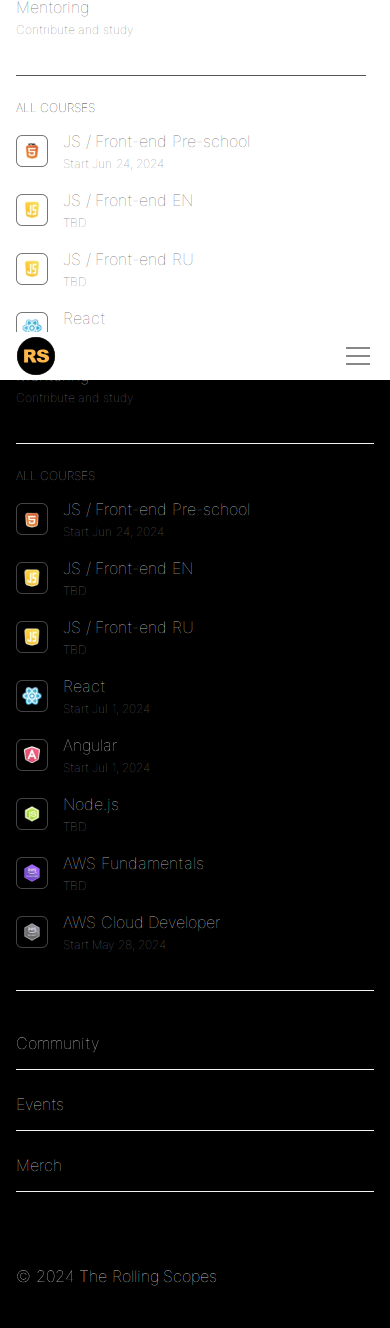 Mentoring
Contribute and study
ALL COURSES
JS / Front-end Pre-school
Start Jun 24, 2024
JS / Front-end EN
TBD
JS / Front-end RU
TBD
React
RS
Mentoring
Contribute and study
ALL COURSES
JS / Front-end Pre-school
Start Jun 24, 2024
JS / Front-end EN
TBD
JS / Front-end RU
TBD
React
Start Jul 1, 2024
Angular
Start Jul 1, 2024
Node.js
TBD
AWS Fundamentals
TBD
AWS Cloud Developer
Start May 28, 2024
Community
Events
Merch
© 2024 The Rolling Scopes